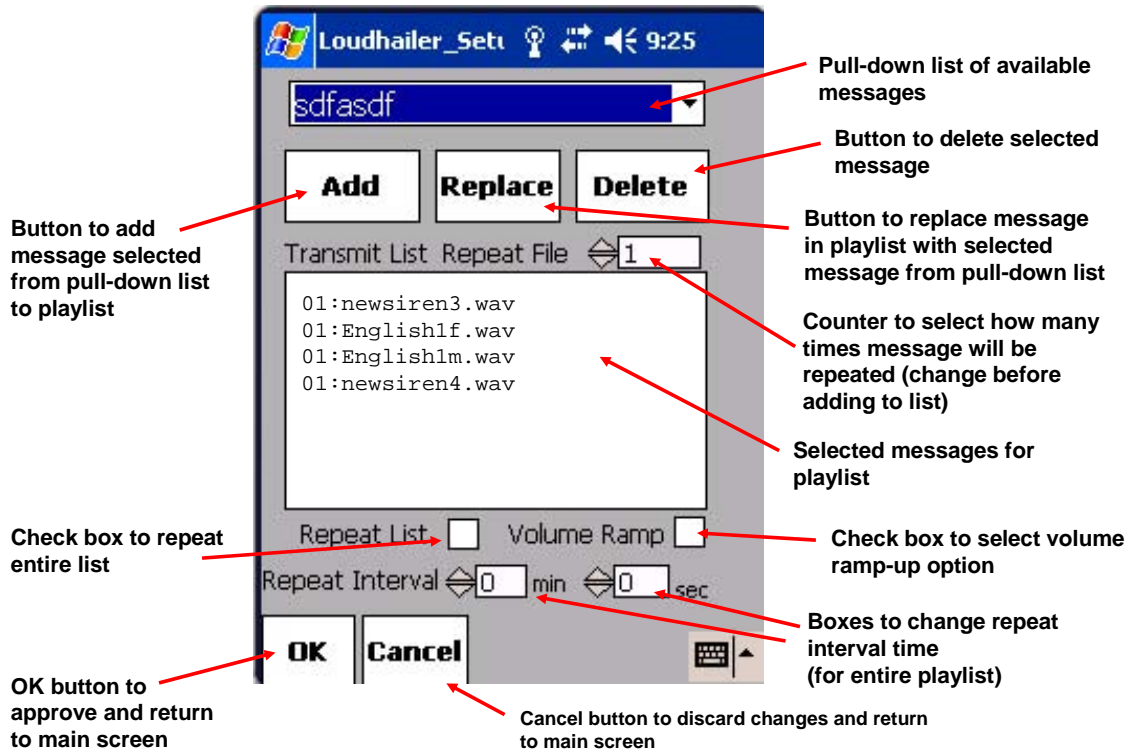 Loudhailer_Setu 9:25
sdfasdf
Add Replace Delete
Transmit List Repeat File 1
01:newsiren3.wav
01:English1f.wav
01:English1m.wav
01:newsiren4.wav
Repeat List Volume Ramp
Repeat Interval 0 min 0 sec
OK Cancel
Pull-down list of available
messages
Button to delete selected
message
Button to add
message selected
from pull-down list
to playlist
Button to replace message
in playlist with selected
message from pull-down list
Counter to select how many
times message will be
repeated (change before
adding to list)
Selected messages for
playlist
Check box to repeat
entire list
Check box to select volume
ramp-up option
Boxes to change repeat
interval time
(for entire playlist)
OK button to
approve and return
to main screen
Cancel button to discard changes and return
to main screen